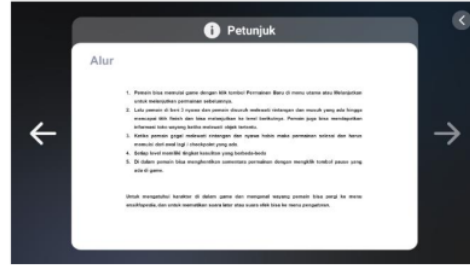 Petunjuk
Alur
1. Pemain bisa memulai game dengan klik tombol Permainan Baru di menu utama atau Melanjutkan
untuk melanjutkan permainan sebelumnya.
2. Lalu pemain di beri 3 nyawa dan pemain disuruh melewati rintangan dan musuh yang ada hingga
mencapai titik finish dan bisa melanjutkan ke level berikutnya. Pemain juga bisa mendapatkan
informasi toko wayang ketika melewati objek tertentu.
3. Ketika pemain gagal melewati rintangan dan nyawa habis maka permainan selesai dan harus
memulai dari awal lagi / checkpoint yang ada
4. Setiap level memiliki tingkat kesulitan yang berbeda-beda
5. Di dalam pemain bisa menghentikan sementara permainan dengan mengklik tombol pause yang
ada di game.
Untuk mengetahui karakter di dalam game dan mengenal wayang pemain bisa pergi ke menu
ensiklopedia, dan untuk mematikan suara latar atau suara efek bisa ke menu pengaturan.